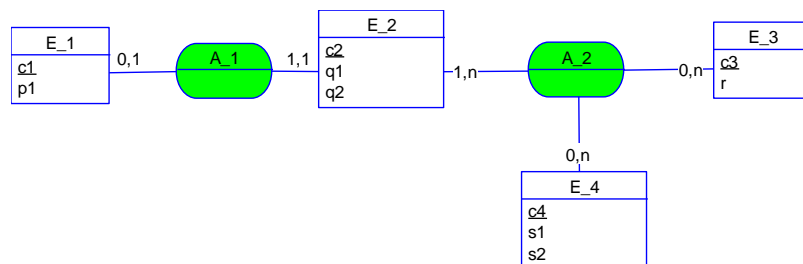 E_1
c1
p1
0,1
A_1
1,1
E_2
c2
q1
q2
1,n
A_2
0,n
E_3
c3
r
0,n
E_4
c4
s1
s2